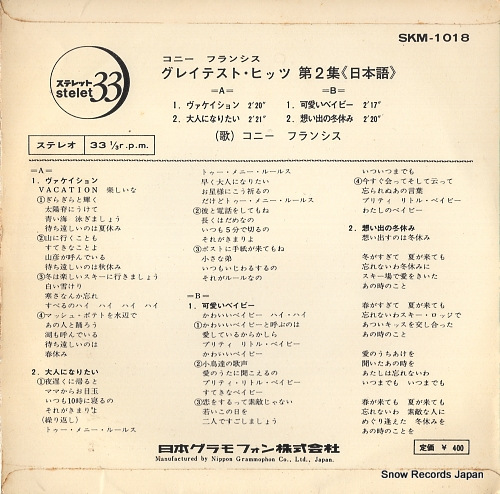 SKM-1018
コニー フランシス
グレイテスト・ヒッツ 第2集《日本語》
ステレット
stelet 33
=A=
1. ヴァケイション 2'20"
2. 大人になりたい 2'21"
=B=
1. 可愛いベイビー 2'17"
2. 想い出の冬休み 2'20"
(歌) コニー フランシス
ステレオ 33 ⅓r.p.m.
=A=
1. ヴァケイション
VACATION 楽しいな
①ぎらぎらと輝く
太陽背にうけて
青い海 泳ぎましょう
待ち遠しいのは夏休み
②山に行くことも
すてきなことよ
山彦が呼んでいる
待ち遠しいのは秋休み
③冬は楽しいスキーに行きましょう
白い雪けり
寒さなんか忘れ
すべるのハイ ハイ ハイ ハイ
④マッシュ・ポテトを水辺で
あの人と踊ろう
湖も呼んでいる
待ち遠しいのは
春休み
2. 大人になりたい
①夜遅くに帰ると
ママからお目玉
いつも10時に寝るの
それがきまりよ
(繰り返し)
トゥー・メニー・ルールス
トゥー・メニー・ルールス
早く大人になりたい
お星様にこう祈るの
だけどトゥー・メニー・ルールス
②彼と電話をしてもね
長くはだめなの
いつも5分で切るの
それがきまりよ
③ポストに手紙が来てもね
小さな弟
いつもいじわるするの
それがルールなの
=B=
1. 可愛いベイビー
かわいいベイビー ハイ・ハイ
①かわいいベイビーと呼ぶのは
愛しているからしら
プリティ リトル・ベイビー
かわいいベイビー
②小鳥達の歌声
愛のうたに聞こえるの
プリティ・リトル・ベイビー
すてきなベイビー
③恋をするって素敵じゃない
若いこの日を
二人ですごしましょう
いついつまでも
④今すぐ会ってそして云って
忘られぬあの言葉
プリティ リトル・ベイビー
わたしのベイビー
2. 想い出の冬休み
想い出すのは冬休み
冬がすぎて 夏が来ても
忘れないわ冬休みに
スキー場で愛をきいた
あの時のこと
春がすぎて 夏が来ても
忘れないわスキー・ロッジで
あついキッスを交し合った
あの時のこと
愛のうちあけを
聞いたあの時を
あたしは忘れないわ
いつまでも いつまでも
春が来ても 夏が来ても
忘れないわ 素敵な人に
めぐり逢えた 冬休みを
あの時のことを
日本グラモフォン株式会社
Manufactured by Nippon Grammophon Co., Ltd., Japan.
定価 ¥ 400
Snow Records Japan